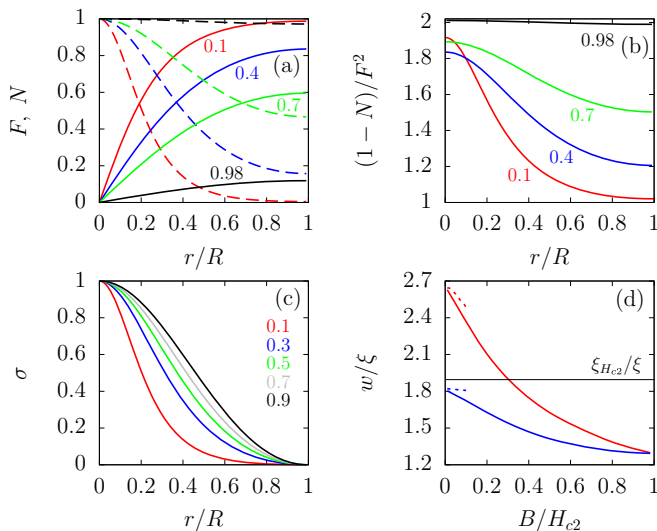 F, N
1
0.8
0.6
0.4
0.2
0
0 0.2 0.4 0.6 0.8 1
r/R
(a)
0.1
0.4
0.7
0.98
(1 − N)/F²
2
1.8
1.6
1.4
1.2
1
0 0.2 0.4 0.6 0.8 1
r/R
0.98
(b)
0.7
0.4
0.1
σ
1
0.8
0.6
0.4
0.2
0
0 0.2 0.4 0.6 0.8 1
r/R
(c)
0.1
0.3
0.5
0.7
0.9
w/ξ
2.7
2.4
2.1
1.8
1.5
1.2
0 0.2 0.4 0.6 0.8 1
B/H_{c2}
(d)
ξ_{H_{c2}}/ξ